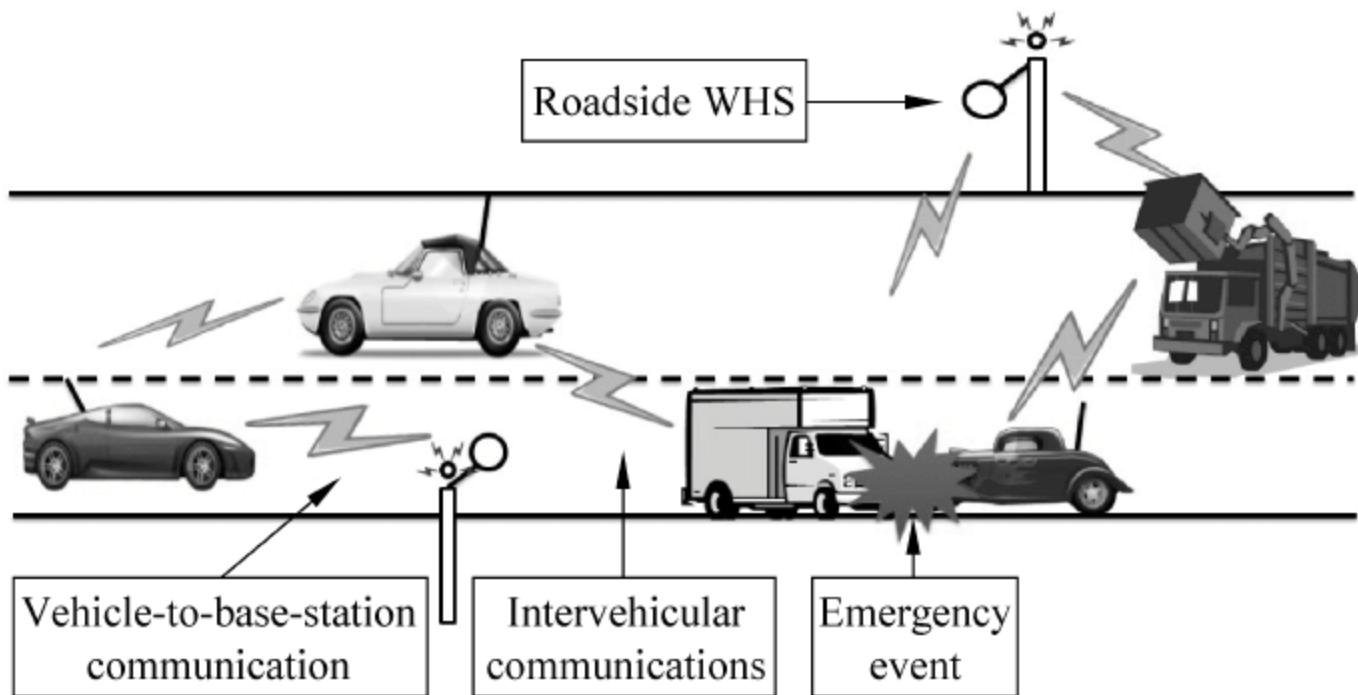 Roadside WHS
Vehicle-to-base-station
communication
Intervehicular
communications
Emergency
event